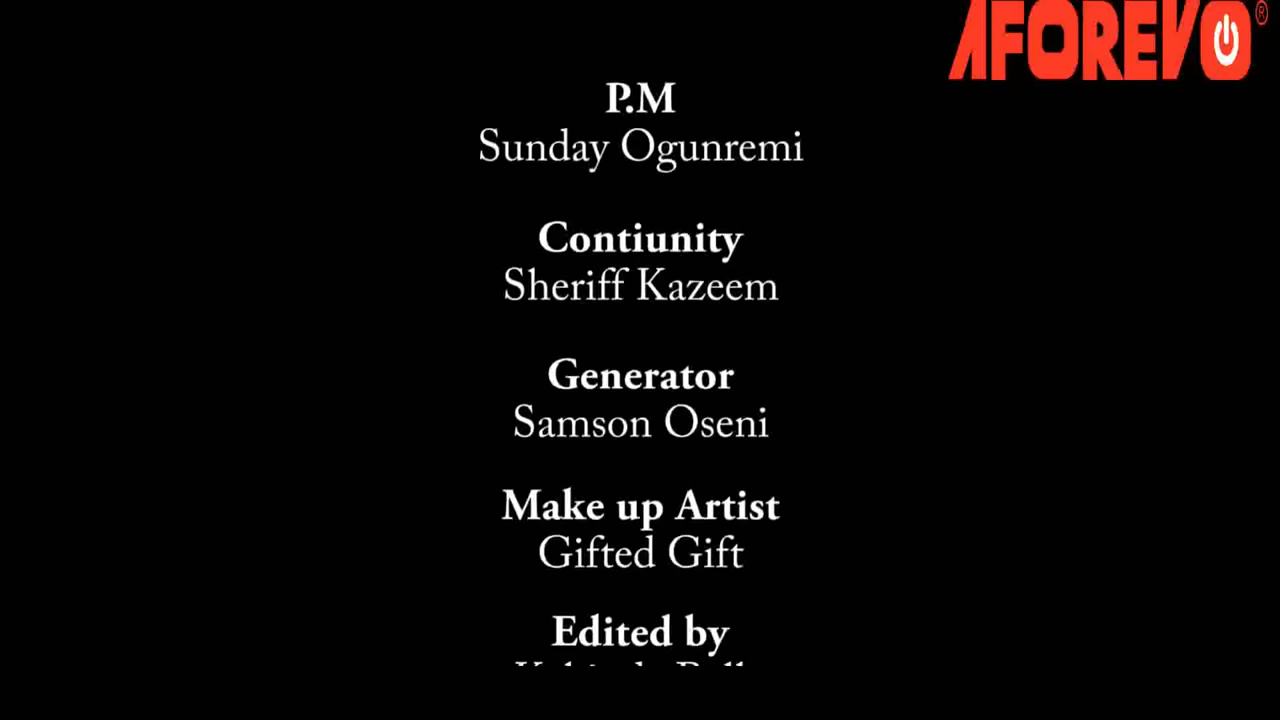 AFOREVO®
P.M
Sunday Ogunremi
Contiunity
Sheriff Kazeem
Generator
Samson Oseni
Make up Artist
Gifted Gift
Edited by